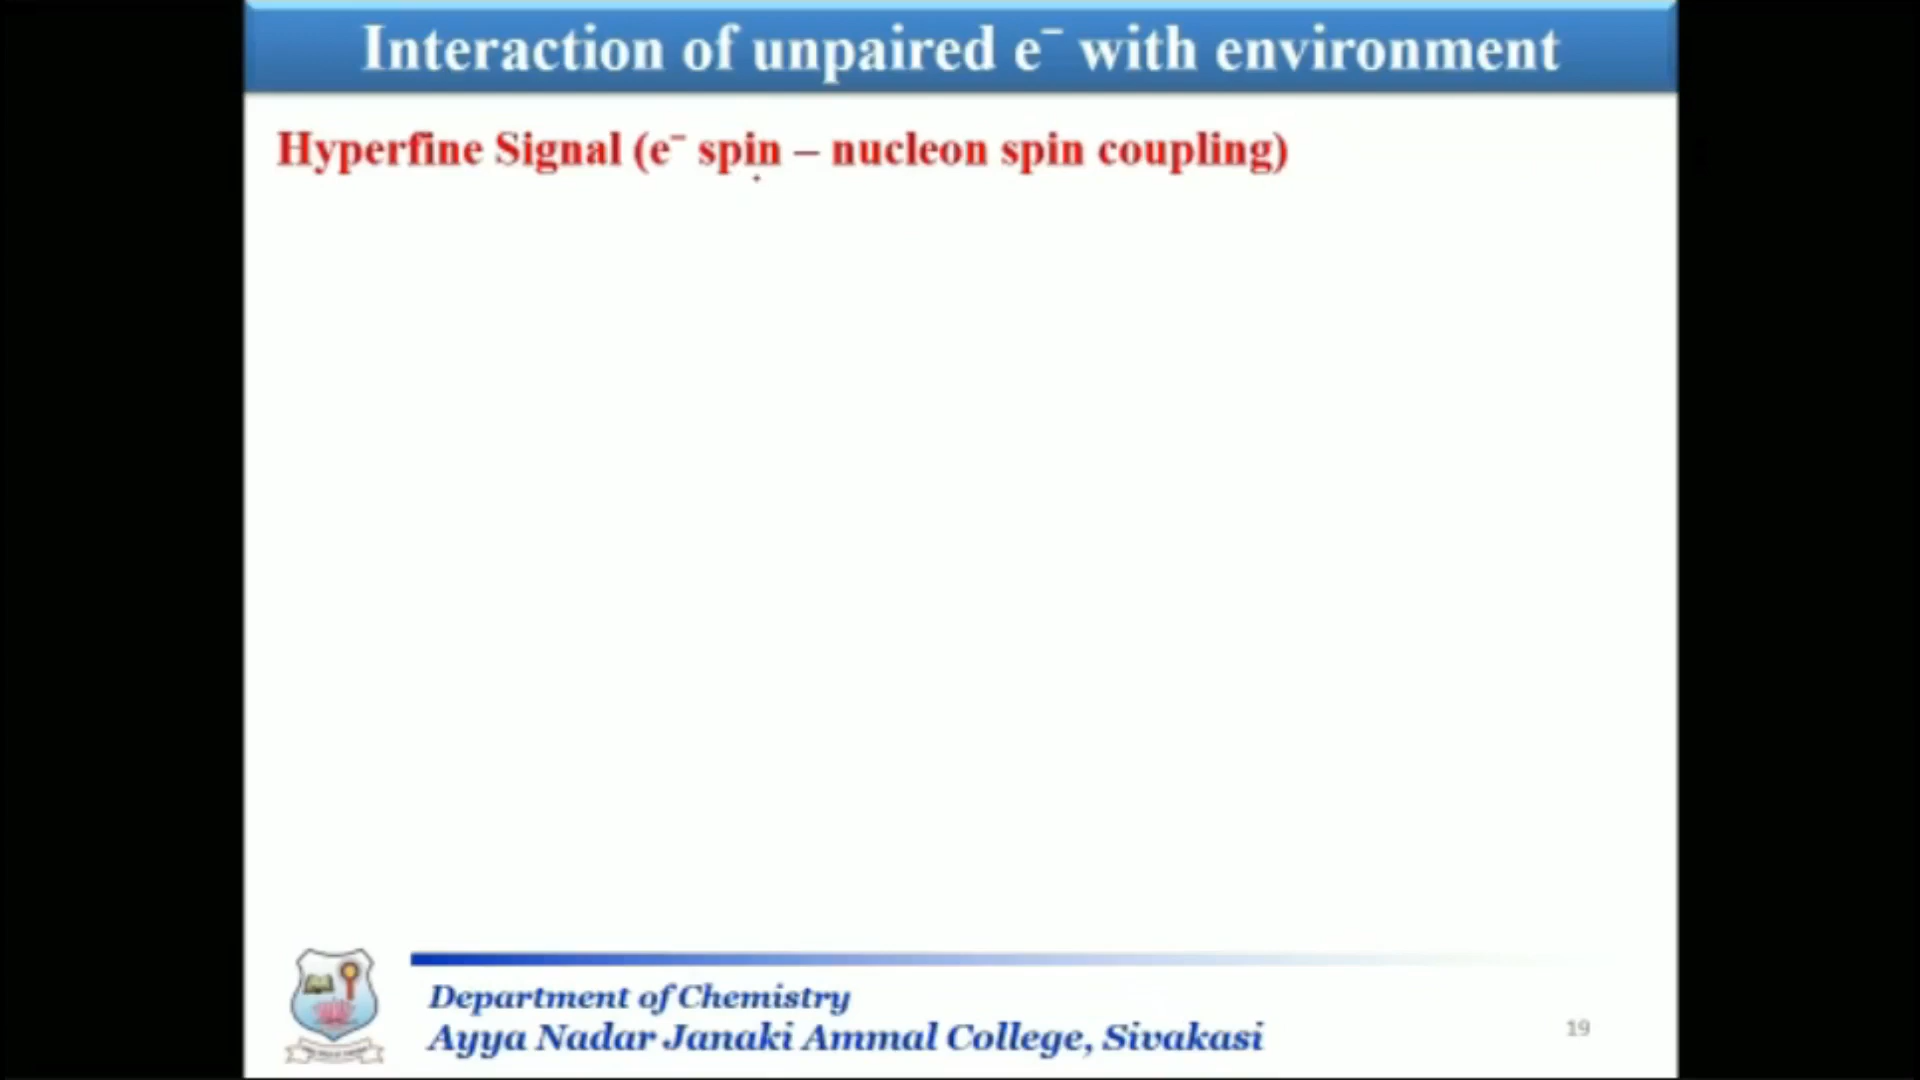 Interaction of unpaired e⁻ with environment
Hyperfine Signal (e⁻ spin – nucleon spin coupling)
Department of Chemistry
Ayya Nadar Janaki Ammal College, Sivakasi
19